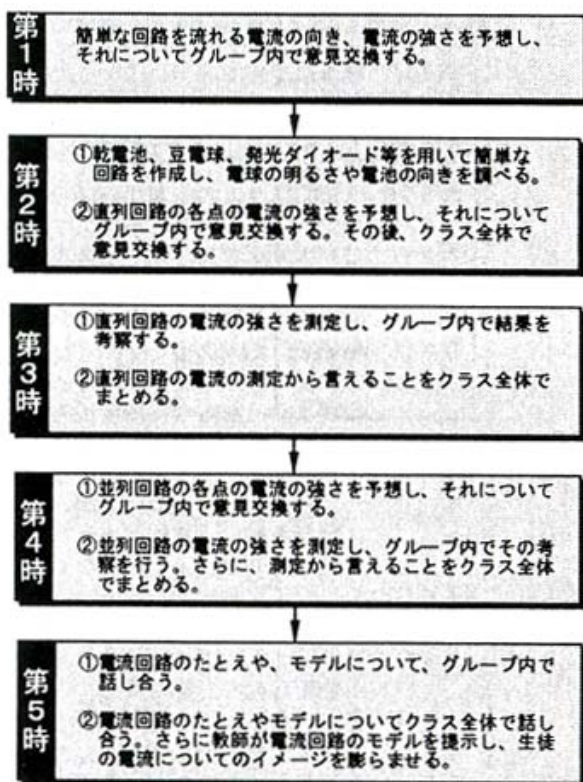 第1時
簡単な回路を流れる電流の向き、電流の強さを予想し、
それについてグループ内で意見交換する。
第2時
①乾電池、豆電球、発光ダイオード等を用いて簡単な
回路を作成し、電球の明るさや電池の向きを調べる。
②直列回路の各点の電流の強さを予想し、それについて
グループ内で意見交換する。その後、クラス全体で
意見交換する。
第3時
①直列回路の電流の強さを測定し、グループ内で結果を
考察する。
②直列回路の電流の測定から言えることをクラス全体で
まとめる。
第4時
①並列回路の各点の電流の強さを予想し、それについて
グループ内で意見交換する。
②並列回路の電流の強さを測定し、グループ内でその考
察を行う。さらに、測定から言えることをクラス全体
でまとめる。
第5時
①電流回路のたとえや、モデルについて、グループ内で
話し合う。
②電流回路のたとえやモデルについてクラス全体で話し
合う。さらに教師が電流回路のモデルを提示し、生徒
の電流についてのイメージを膨らませる。